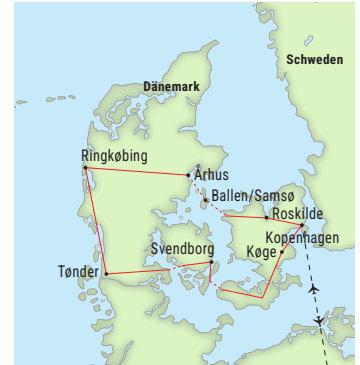 Schweden
Dänemark
Ringkøbing
Århus
Ballen/Samsø
Roskilde
Kopenhagen
Svendborg
Køge
Tønder